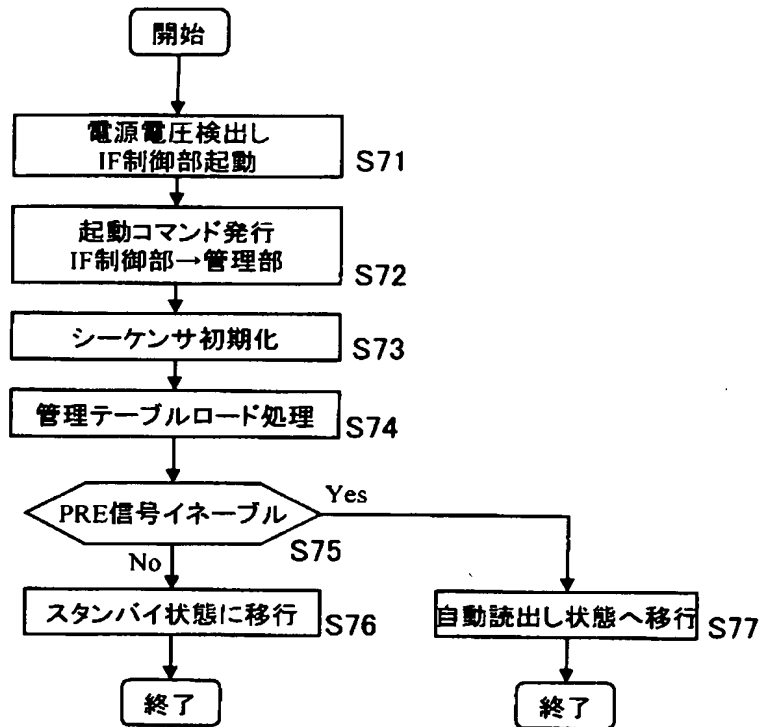 開始
電源電圧検出し
IF制御部起動
S71
起動コマンド発行
IF制御部→管理部
S72
シーケンサ初期化
S73
管理テーブルロード処理
S74
PRE信号イネーブル
S75
Yes
No
スタンバイ状態に移行
S76
自動読出し状態へ移行
S77
終了
終了